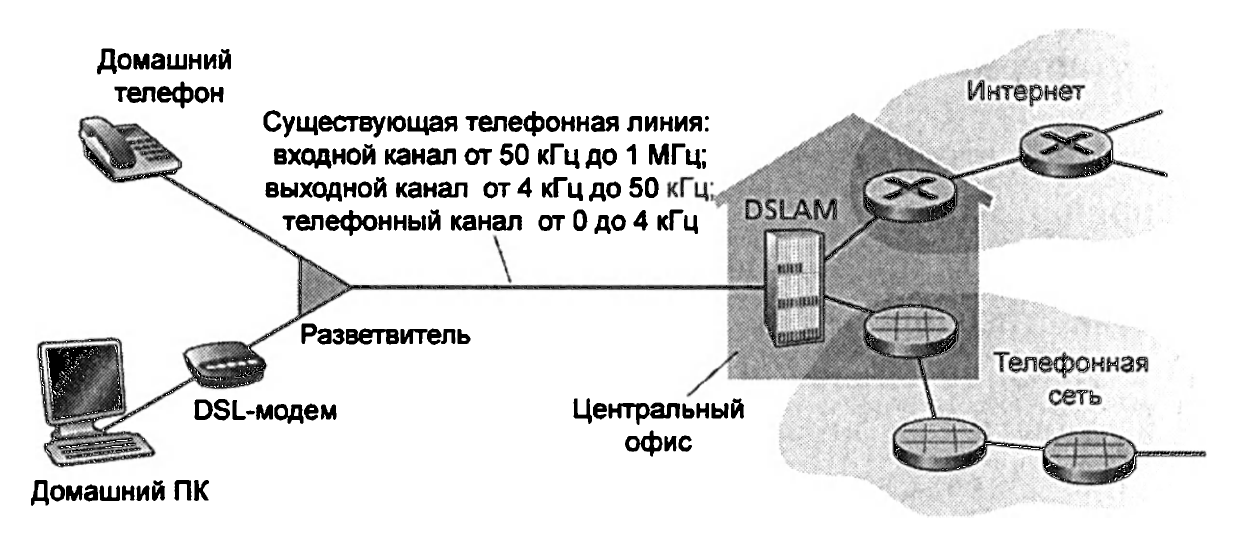 Домашний
телефон
Существующая телефонная линия:
входной канал от 50 кГц до 1 МГц;
выходной канал от 4 кГц до 50 кГц;
телефонный канал от 0 до 4 кГц
Интернет
DSLAM
Разветвитель
DSL-модем
Домашний ПК
Центральный
офис
Телефонная
сеть